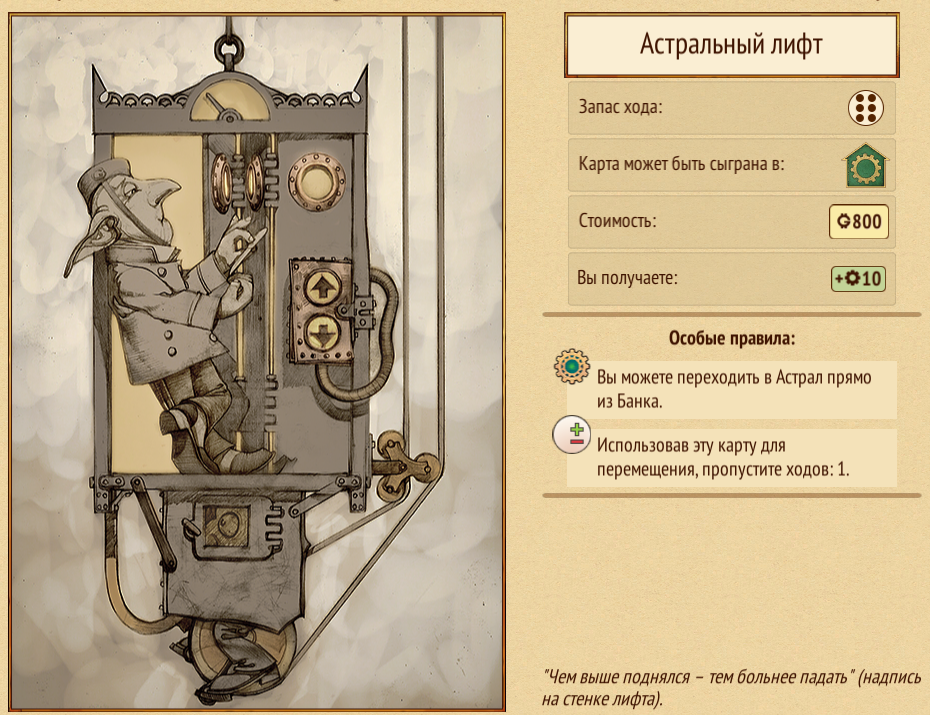 Астральный лифт
Запас хода:
Карта может быть сыграна в:
Стоимость:
800
Вы получаете:
+10
Особые правила:
Вы можете переходить в Астрал прямо
из Банка.
Использовав эту карту для
перемещения, пропустите ходов: 1.
"Чем выше поднялся – тем больнее падать" (надпись
на стенке лифта).